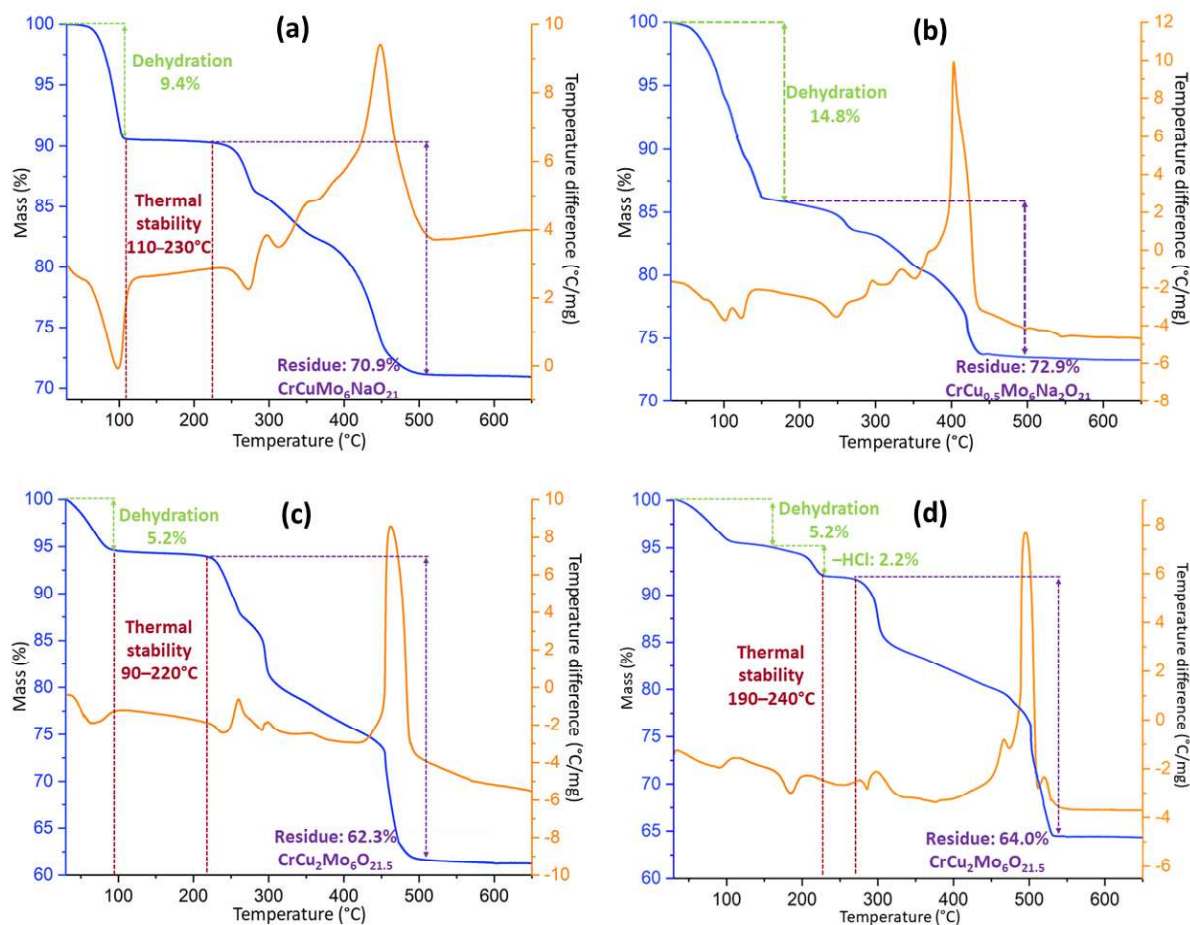 (a)
Mass (%)
100
95
90
85
80
75
70
Dehydration
9.4%
Thermal
stability
110–230°C
Residue: 70.9%
CrCuMo₆NaO₂₁
0
100
200
300
400
500
600
Temperature (°C)
10
8
6
4
2
0
Temperature difference (°C/mg)
(b)
Mass (%)
100
95
90
85
80
75
70
Dehydration
14.8%
Residue: 72.9%
CrCu₀.₅Mo₆Na₂O₂₁
100
200
300
400
500
600
Temperature (°C)
12
10
8
6
4
2
0
-2
-4
-6
-8
Temperature difference (°C/mg)
(c)
Mass (%)
100
95
90
85
80
75
70
65
60
Dehydration
5.2%
Thermal
stability
90–220°C
Residue: 62.3%
CrCu₂Mo₆O₂₁.₅
100
200
300
400
500
600
Temperature (°C)
10
8
6
4
2
0
-2
-4
-6
-8
-10
Temperature difference (°C/mg)
(d)
Mass (%)
100
95
90
85
80
75
70
65
60
Dehydration
5.2%
–HCl: 2.2%
Thermal
stability
190–240°C
Residue: 64.0%
CrCu₂Mo₆O₂₁.₅
100
200
300
400
500
600
Temperature (°C)
8
6
4
2
0
-2
-4
-6
Temperature difference (°C/mg)